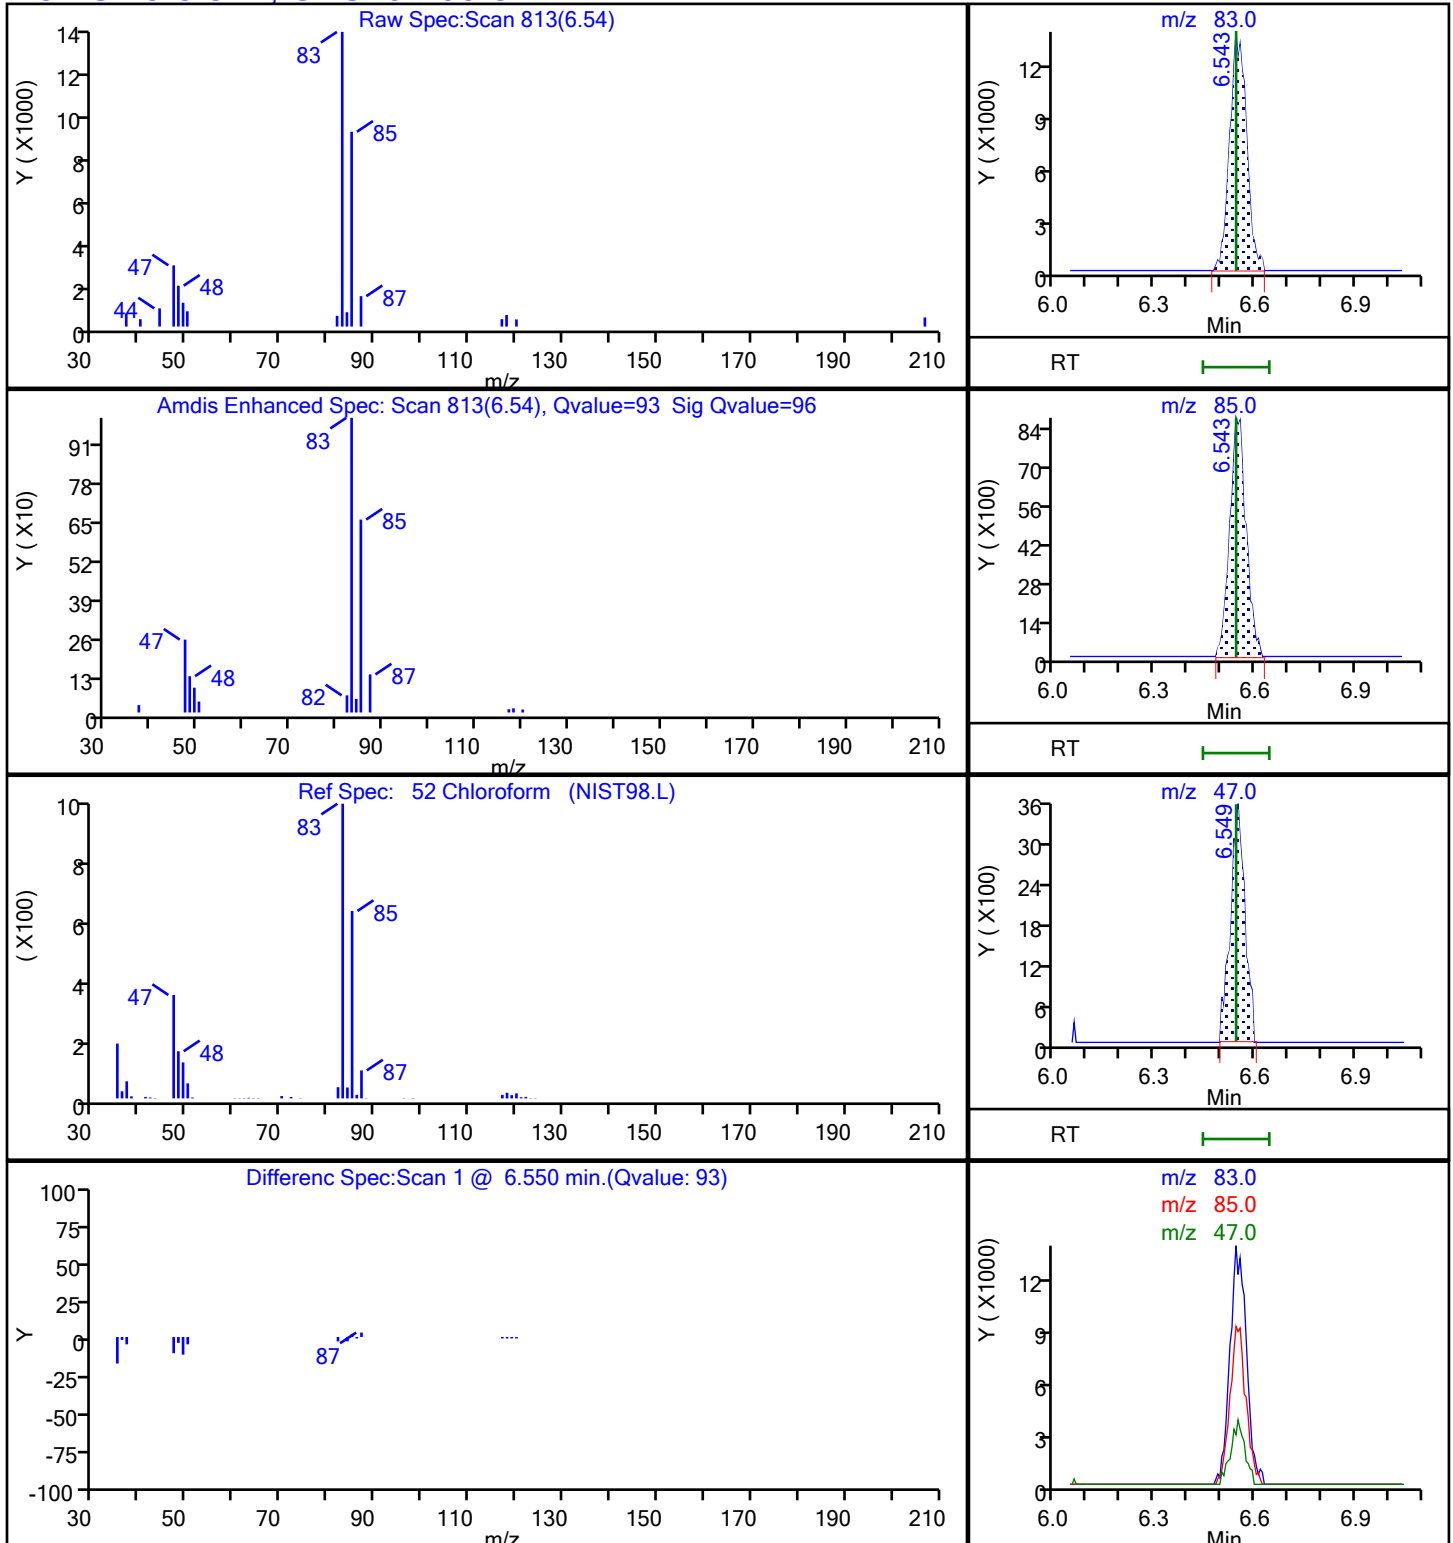 Raw Spec:Scan 813(6.54)
Y ( X1000)
14
12
10
8
6
4
2
0
83
85
47
48
44
87
30 50 70 90 110 130 150 170 190 210
m/z
m/z 83.0
Y ( X1000)
12
9
6
3
0
6.543
6.0 6.3 6.6 6.9
Min
RT
Amdis Enhanced Spec: Scan 813(6.54), Qvalue=93 Sig Qvalue=96
Y ( X10)
91
78
65
52
39
26
13
0
83
85
47
48
82
87
30 50 70 90 110 130 150 170 190 210
m/z
m/z 85.0
Y ( X100)
84
70
56
42
28
14
0
6.543
6.0 6.3 6.6 6.9
Min
RT
Ref Spec: 52 Chloroform (NIST98.L)
( X100)
10
8
6
4
2
0
83
85
47
48
87
30 50 70 90 110 130 150 170 190 210
m/z 47.0
Y ( X100)
36
30
24
18
12
6
0
6.549
6.0 6.3 6.6 6.9
Min
RT
Differenc Spec:Scan 1 @ 6.550 min.(Qvalue: 93)
Y
100
75
50
25
0
-25
-50
-75
-100
87
30 50 70 90 110 130 150 170 190 210
m/z
m/z 83.0
m/z 85.0
m/z 47.0
Y ( X1000)
12
9
6
3
0
6.0 6.3 6.6 6.9
Min